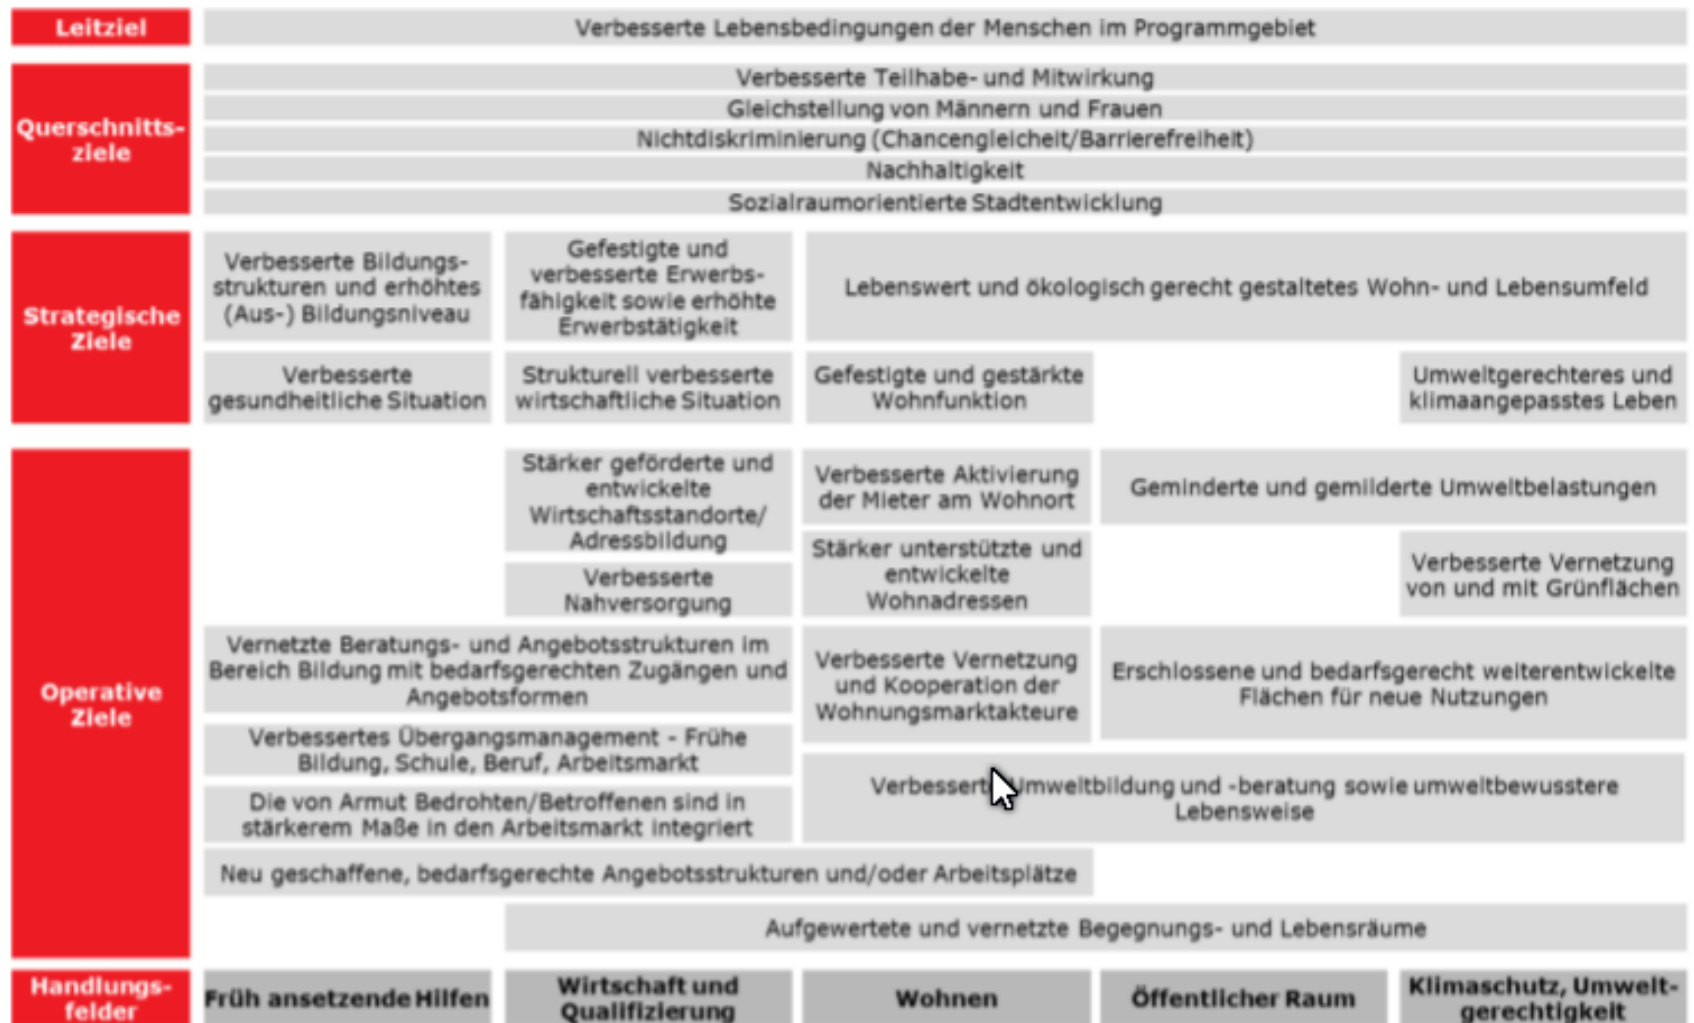 Leitziel
Verbesserte Lebensbedingungen der Menschen im Programmgebiet
Querschnitts-
ziele
Verbesserte Teilhabe- und Mitwirkung
Gleichstellung von Männern und Frauen
Nichtdiskriminierung (Chancengleicheit/Barrierefreiheit)
Nachhaltigkeit
Sozialraumorientierte Stadtentwicklung
Strategische
Ziele
Verbesserte Bildungs-
strukturen und erhöhtes
(Aus-) Bildungsniveau
Gefestigte und
verbesserte Erwerbs-
fähigkeit sowie erhöhte
Erwerbstätigkeit
Lebenswert und ökologisch gerecht gestaltetes Wohn- und Lebensumfeld
Verbesserte
gesundheitliche Situation
Strukturell verbesserte
wirtschaftliche Situation
Gefestigte und gestärkte
Wohnfunktion
Umweltgerechteres und
klimaangepasstes Leben
Operative
Ziele
Stärker geförderte und
entwickelte
Wirtschaftsstandorte/
Adressbildung
Verbesserte Aktivierung
der Mieter am Wohnort
Geminderte und gemilderte Umweltbelastungen
Verbesserte
Nahversorgung
Stärker unterstützte und
entwickelte
Wohnadressen
Verbesserte Vernetzung
von und mit Grünflächen
Vernetzte Beratungs- und Angebotsstrukturen im
Bereich Bildung mit bedarfsgerechten Zugängen und
Angebotsformen
Verbesserte Vernetzung
und Kooperation der
Wohnungsmarktakteure
Erschlossene und bedarfsgerecht weiterentwickelte
Flächen für neue Nutzungen
Verbessertes Übergangsmanagement - Frühe
Bildung, Schule, Beruf, Arbeitsmarkt
Verbesserte Umweltbildung und -beratung sowie umweltbewusstere
Lebensweise
Die von Armut Bedrohten/Betroffenen sind in
stärkerem Maße in den Arbeitsmarkt integriert
Neu geschaffene, bedarfsgerechte Angebotsstrukturen und/oder Arbeitsplätze
Aufgewertete und vernetzte Begegnungs- und Lebensräume
Handlungs-
felder
Früh ansetzende Hilfen
Wirtschaft und
Qualifizierung
Wohnen
Öffentlicher Raum
Klimaschutz, Umwelt-
gerechtigkeit